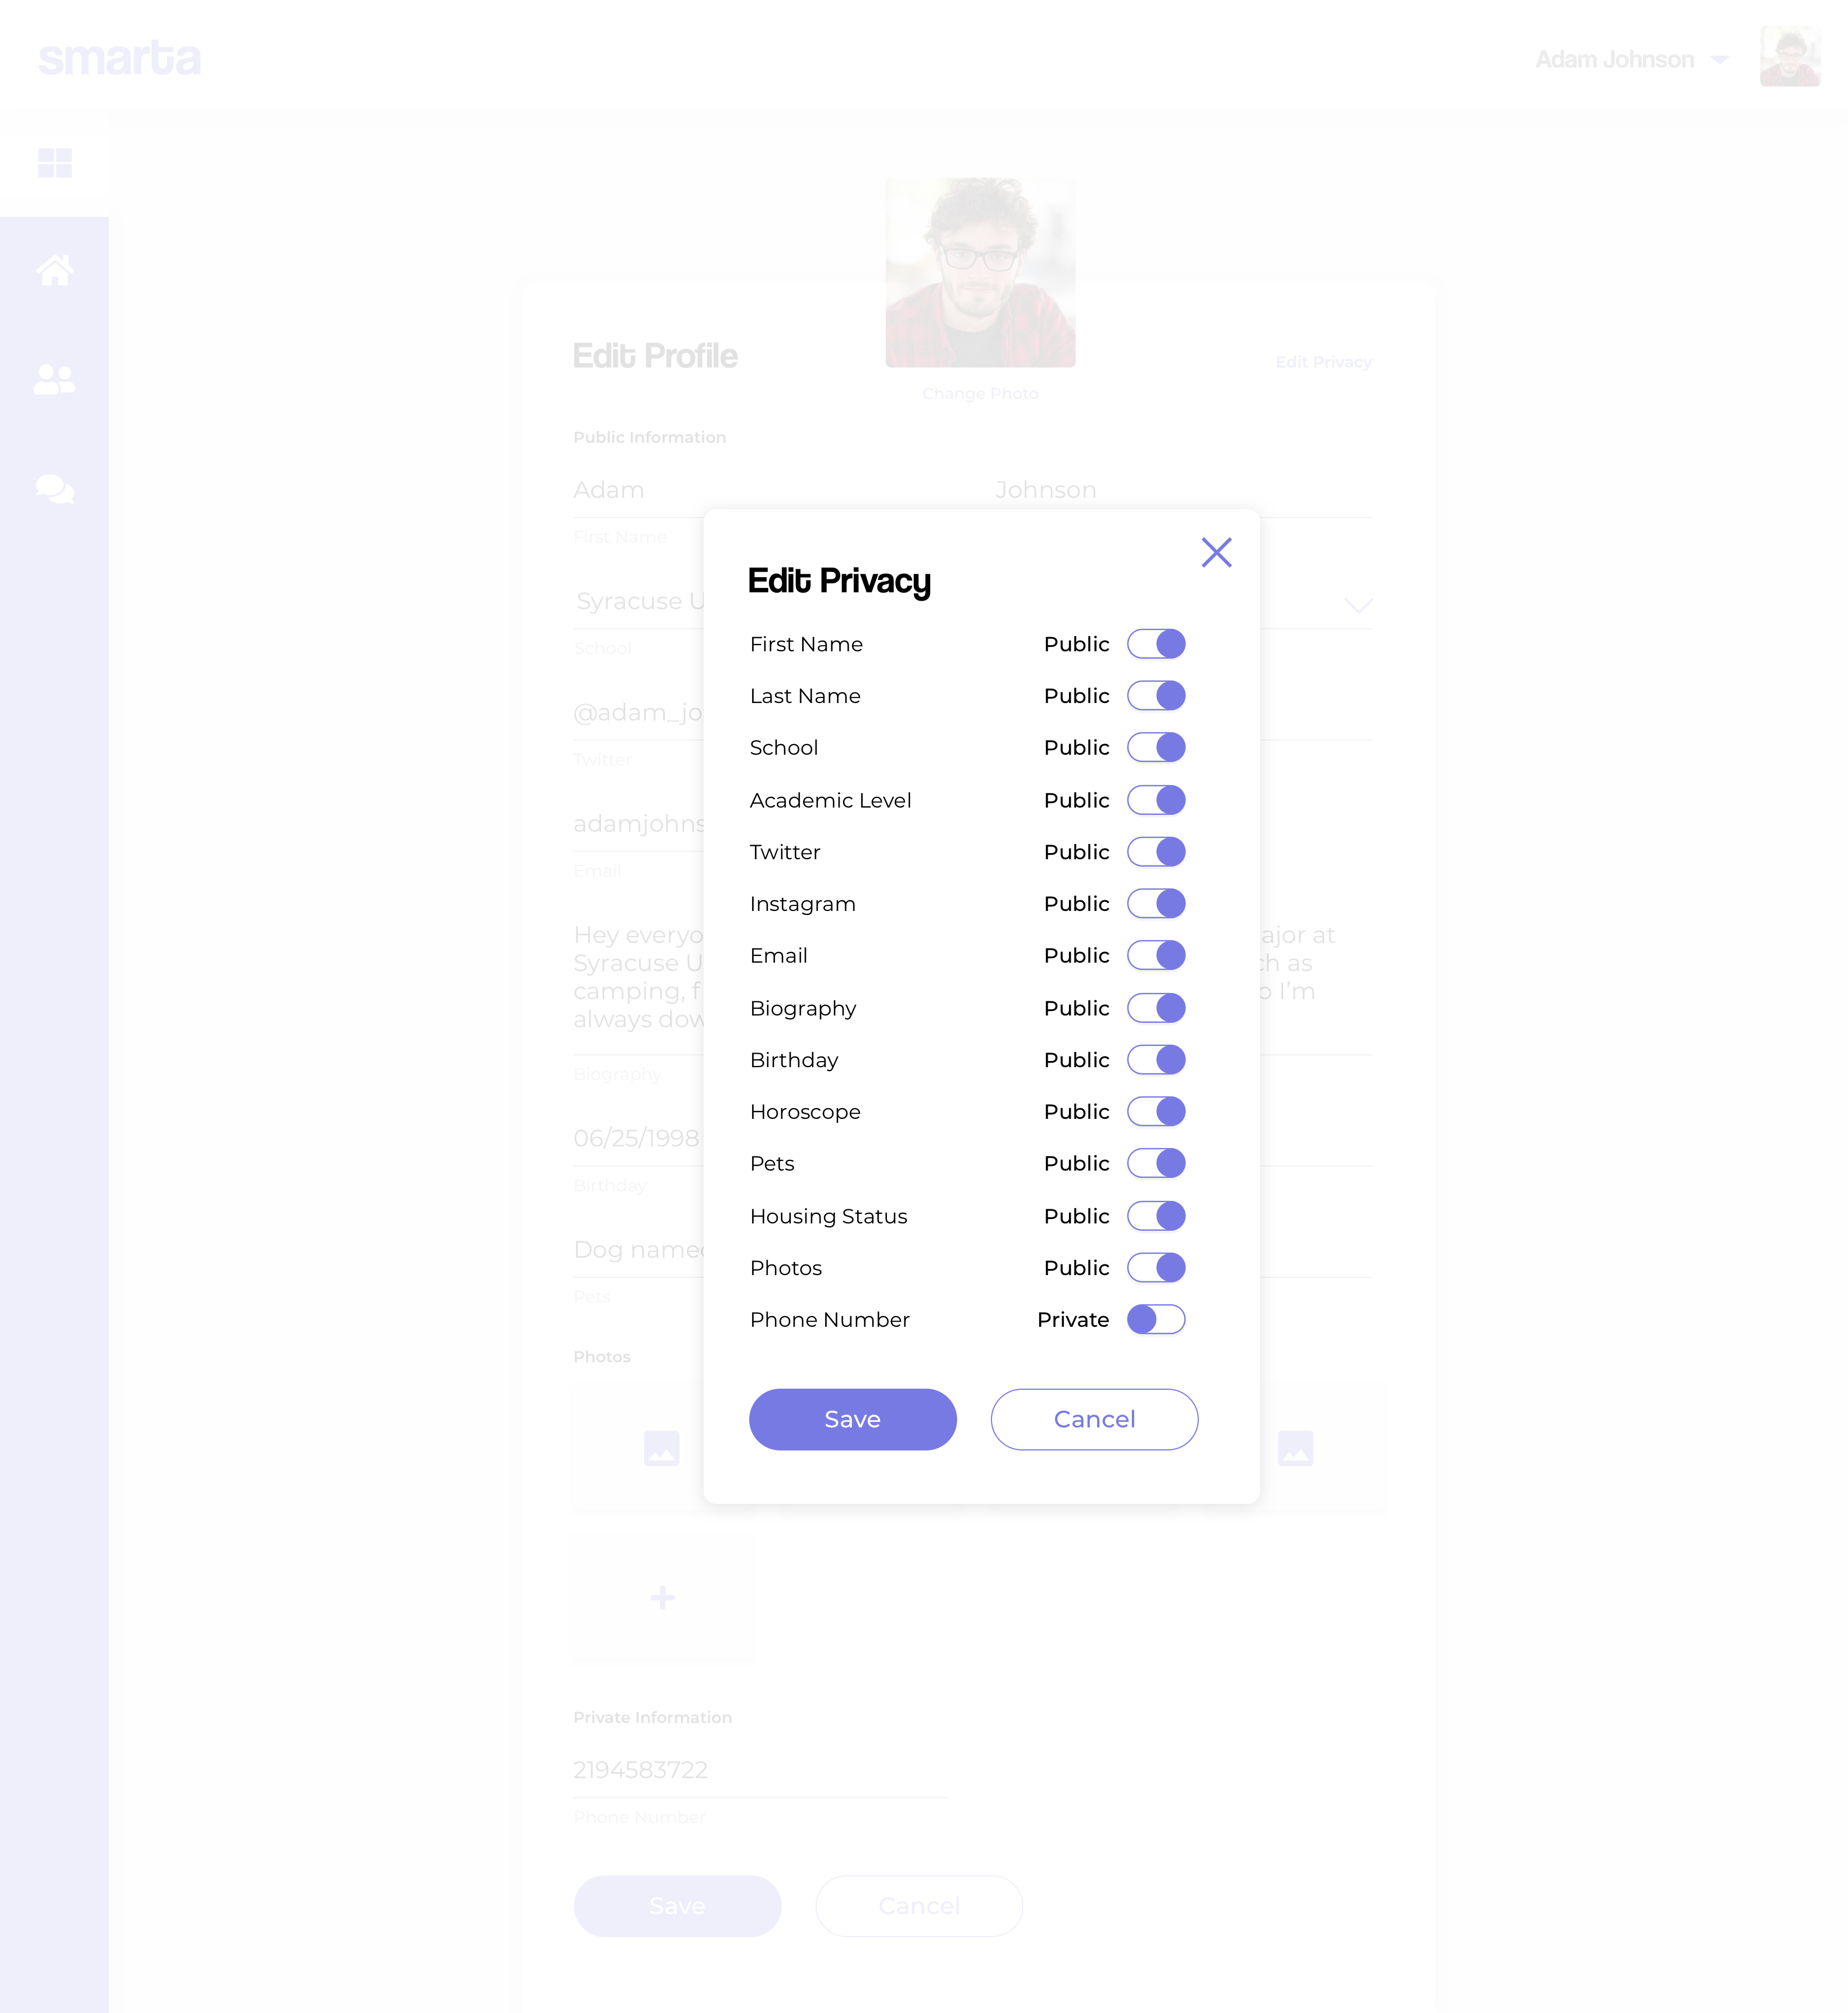 smarta
Adam Johnson
Edit Profile
Edit Privacy
Change Photo
Public Information
Adam
Johnson
First Name
Syracuse U
School
@adam_jo
Twitter
adamjohns
Email
Hey everyo
ajor at
Syracuse U
ch as
camping, f
o I’m
always dow
Biography
06/25/1998
Birthday
Dog named
Pets
Photos
Edit Privacy
First Name Public
Last Name Public
School Public
Academic Level Public
Twitter Public
Instagram Public
Email Public
Biography Public
Birthday Public
Horoscope Public
Pets Public
Housing Status Public
Photos Public
Phone Number Private
Save Cancel
Private Information
2194583722
Phone Number
Save Cancel